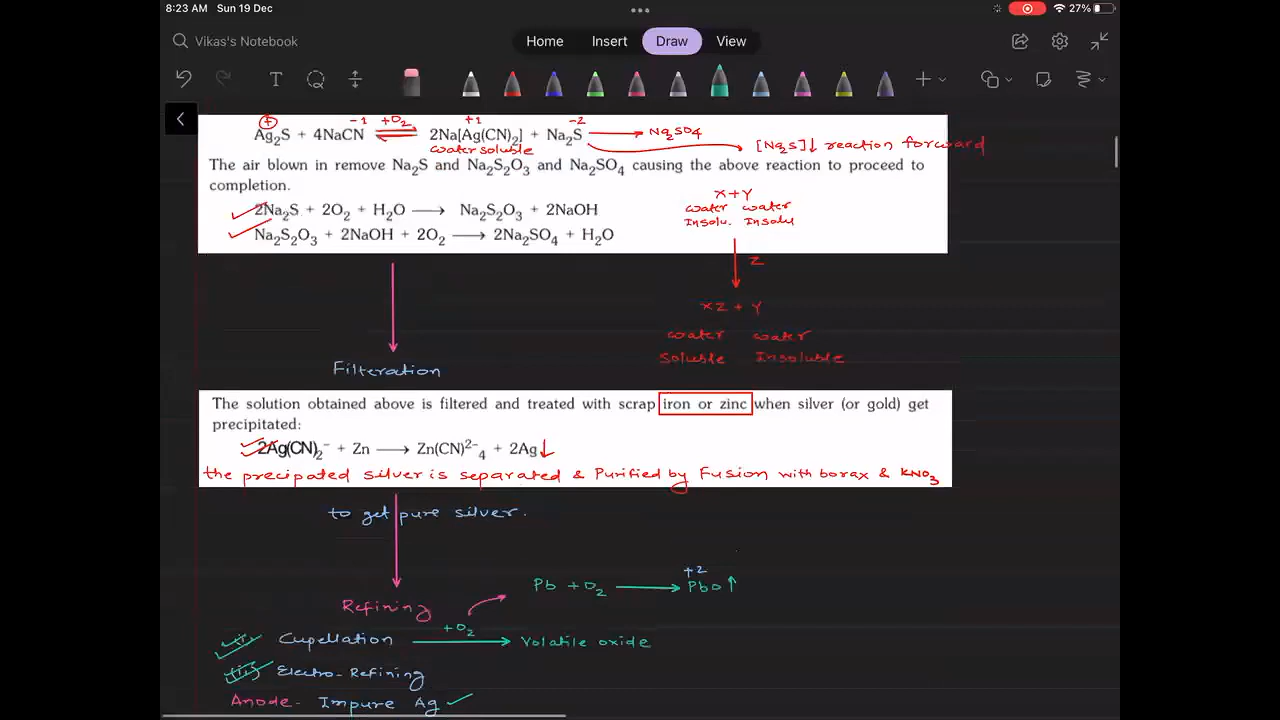 8:23 AM Sun 19 Dec
27%
Vikas's Notebook
Home Insert Draw View
+ -1 +O₂ +1 -2
Ag₂S + 4NaCN ⇌ 2Na[Ag(CN)₂] + Na₂S → Na₂SO₄
water soluble
[Na₂S]↓ reaction forward
The air blown in remove Na₂S and Na₂S₂O₃ and Na₂SO₄ causing the above reaction to proceed to
completion.
2Na₂S + 2O₂ + H₂O → Na₂S₂O₃ + 2NaOH
Na₂S₂O₃ + 2NaOH + 2O₂ → 2Na₂SO₄ + H₂O
X + Y
water water
Insolu. Insolu
Z
XZ + Y
water water
Soluble Insoluble
Filteration
The solution obtained above is filtered and treated with scrap iron or zinc when silver (or gold) get
precipitated:
2Ag(CN)₂⁻ + Zn → Zn(CN)²⁻₄ + 2Ag↓
the precipated silver is separated & Purified by Fusion with borax & KNO₃
to get pure silver.
+2
Pb + O₂ → PbO↑
Refining
(i) Cupellation +O₂ → Volatile oxide
(ii) Electro-Refining
Anode- Impure Ag ✓